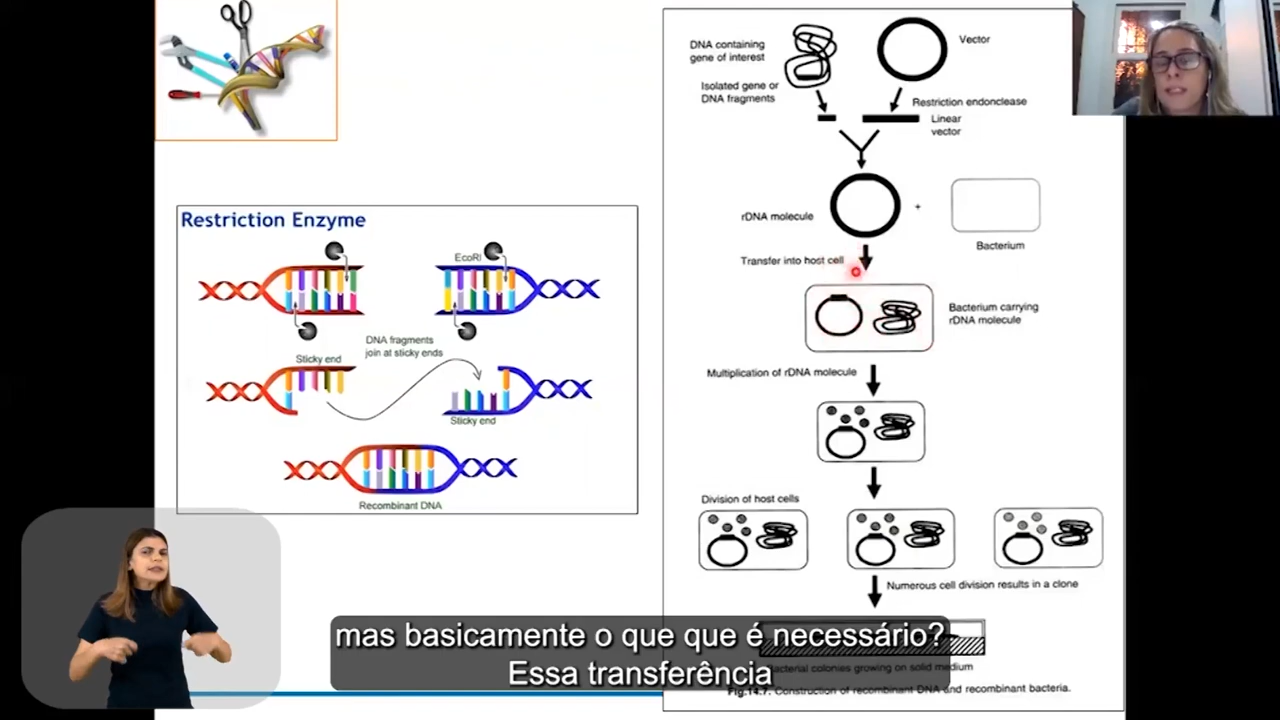 Restriction Enzyme
EcoRI
DNA fragments
join at sticky ends
Sticky end
Sticky end
Recombinant DNA
DNA containing
gene of interest
Vector
Isolated gene or
DNA fragments
Restriction endonclease
Linear
vector
rDNA molecule
+
Bacterium
Transfer into host cell
Bacterium carrying
rDNA molecule
Multiplication of rDNA molecule
Division of host cells
Numerous cell division results in a clone
Bacterial colonies growing on solid medium
Fig.14.7. Construction of recombinant DNA and recombinant bacteria.
mas basicamente o que que é necessário?
Essa transferência